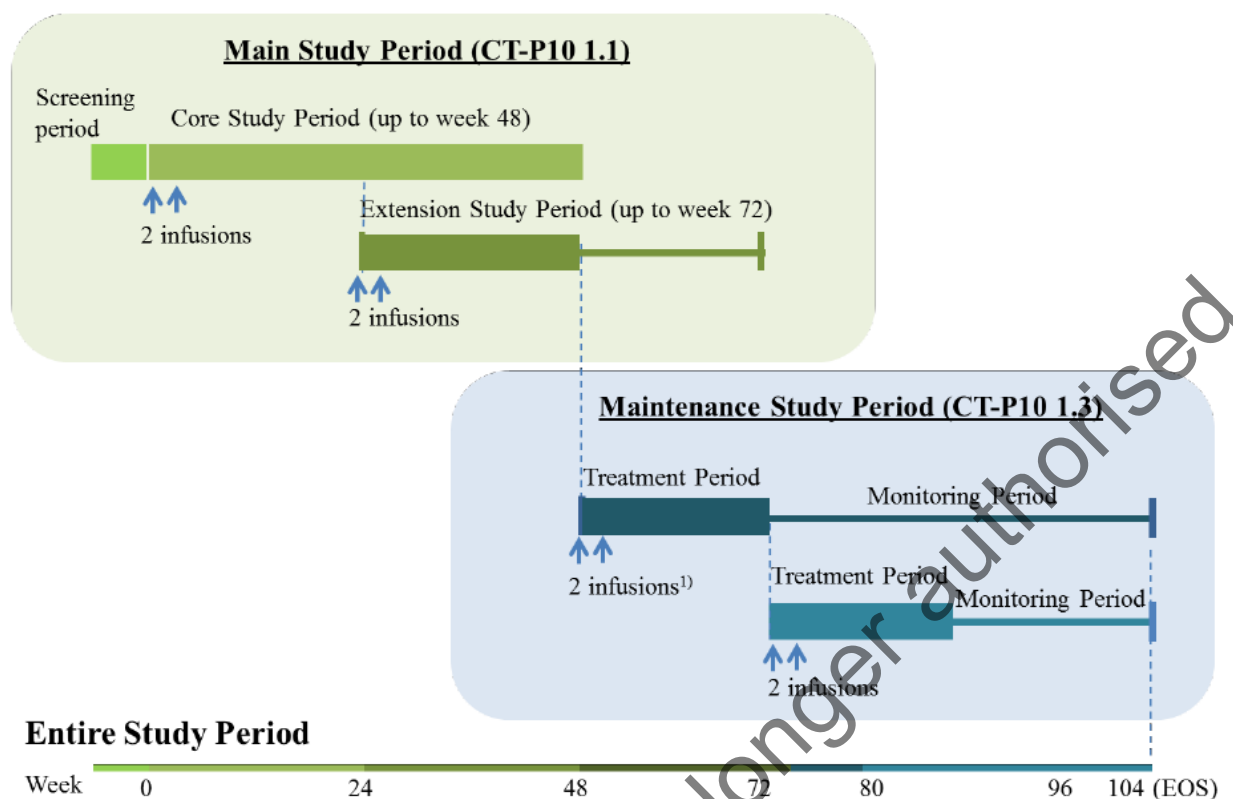 Main Study Period (CT-P10 1.1)
Screening
period
Core Study Period (up to week 48)
2 infusions
Extension Study Period (up to week 72)
2 infusions
Maintenance Study Period (CT-P10 1.3)
Treatment Period
Monitoring Period
2 infusions1)
Treatment Period
Monitoring Period
2 infusions
longer authorised
Entire Study Period
Week 0 24 48 72 80 96 104 (EOS)